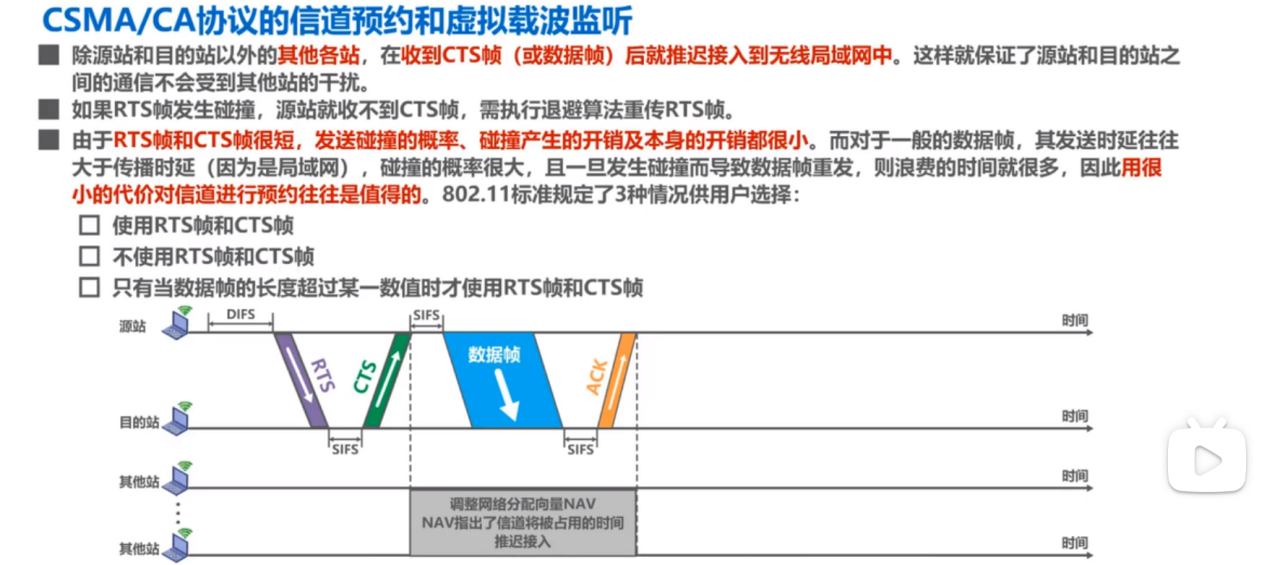 CSMA/CA协议的信道预约和虚拟载波监听
除源站和目的站以外的其他各站，在收到CTS帧（或数据帧）后就推迟接入到无线局域网中。这样就保证了源站和目的站之
间的通信不会受到其他站的干扰。
如果RTS帧发生碰撞，源站就收不到CTS帧，需执行退避算法重传RTS帧。
由于RTS帧和CTS帧很短，发送碰撞的概率、碰撞产生的开销及本身的开销都很小。而对于一般的数据帧，其发送时延往往
大于传播时延（因为是局域网），碰撞的概率很大，且一旦发生碰撞而导致数据帧重发，则浪费的时间就很多，因此用很
小的代价对信道进行预约往往是值得的。802.11标准规定了3种情况供用户选择：
使用RTS帧和CTS帧
不使用RTS帧和CTS帧
只有当数据帧的长度超过某一数值时才使用RTS帧和CTS帧
DIFS
SIFS
源站
时间
RTS
CTS
数据帧
ACK
目的站
时间
SIFS
SIFS
其他站
时间
调整网络分配向量NAV
NAV指出了信道将被占用的时间
推迟接入
其他站
时间